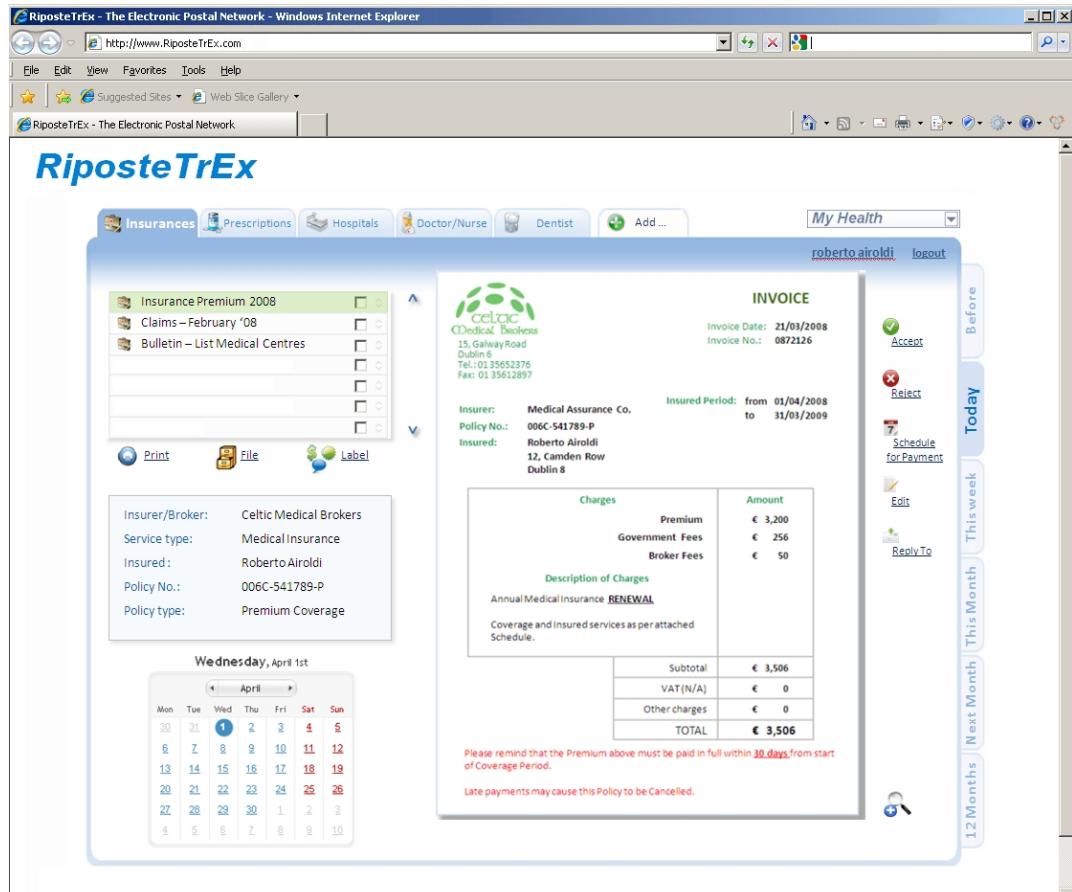 RiposteTrEx - The Electronic Postal Network - Windows Internet Explorer
http://www.RiposteTrEx.com
File Edit View Favorites Tools Help
Suggested Sites Web Slice Gallery
RiposteTrEx - The Electronic Postal Network
RiposteTrEx
Insurances Prescriptions Hospitals Doctor/Nurse Dentist Add ... My Health
roberto airoldi logout
Insurance Premium 2008
Claims – February ‘08
Bulletin – List Medical Centres
Print File Label
Insurer/Broker: Celtic Medical Brokers
Service type: Medical Insurance
Insured : Roberto Airoldi
Policy No.: 006C-541789-P
Policy type: Premium Coverage
Wednesday, April 1st
April
Mon Tue Wed Thu Fri Sat Sun
30 31 1 2 3 4 5
6 7 8 9 10 11 12
13 14 15 16 17 18 19
20 21 22 23 24 25 26
27 28 29 30 1 2 3
4 5 6 7 8 9 10
CELTIC
Medical Brokers
15, Galway Road
Dublin 6
Tel.: 01 35652376
Fax: 01 35612897
INVOICE
Invoice Date: 21/03/2008
Invoice No.: 0872126
Insured Period: from 01/04/2008
to 31/03/2009
Insurer: Medical Assurance Co.
Policy No.: 006C-541789-P
Insured: Roberto Airoldi
12, Camden Row
Dublin 8
Charges Amount
Premium € 3,200
Government Fees € 256
Broker Fees € 50
Description of Charges
Annual Medical Insurance RENEWAL
Coverage and Insured services as per attached
Schedule.
Subtotal € 3,506
VAT (N/A) € 0
Other charges € 0
TOTAL € 3,506
Please remind that the Premium above must be paid in full within 30 days from start
of Coverage Period.
Late payments may cause this Policy to be Cancelled.
Accept
Reject
7
Schedule
for Payment
Edit
Reply To
Before
Today
This week
This Month
Next Month
12 Months